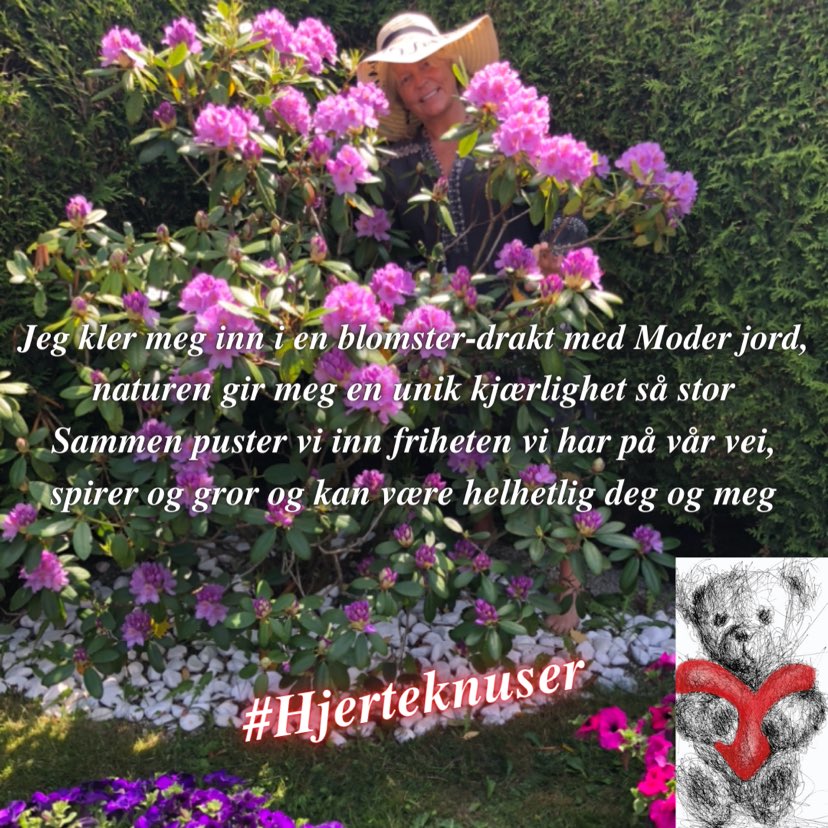 Jeg kler meg inn i en blomster-drakt med Moder jord,
naturen gir meg en unik kjærlighet så stor
Sammen puster vi inn friheten vi har på vår vei,
spirer og gror og kan være helhetlig deg og meg
#Hjerteknuser